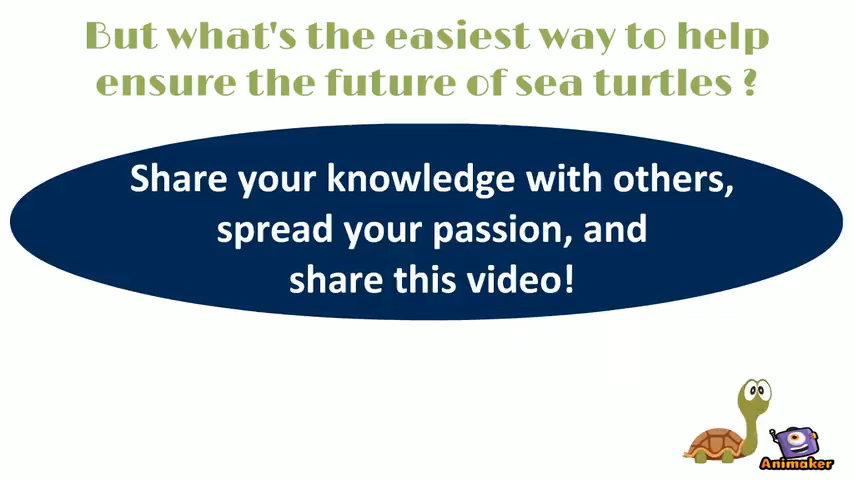 But what's the easiest way to help
ensure the future of sea turtles ?
Share your knowledge with others,
spread your passion, and
share this video!
Animaker